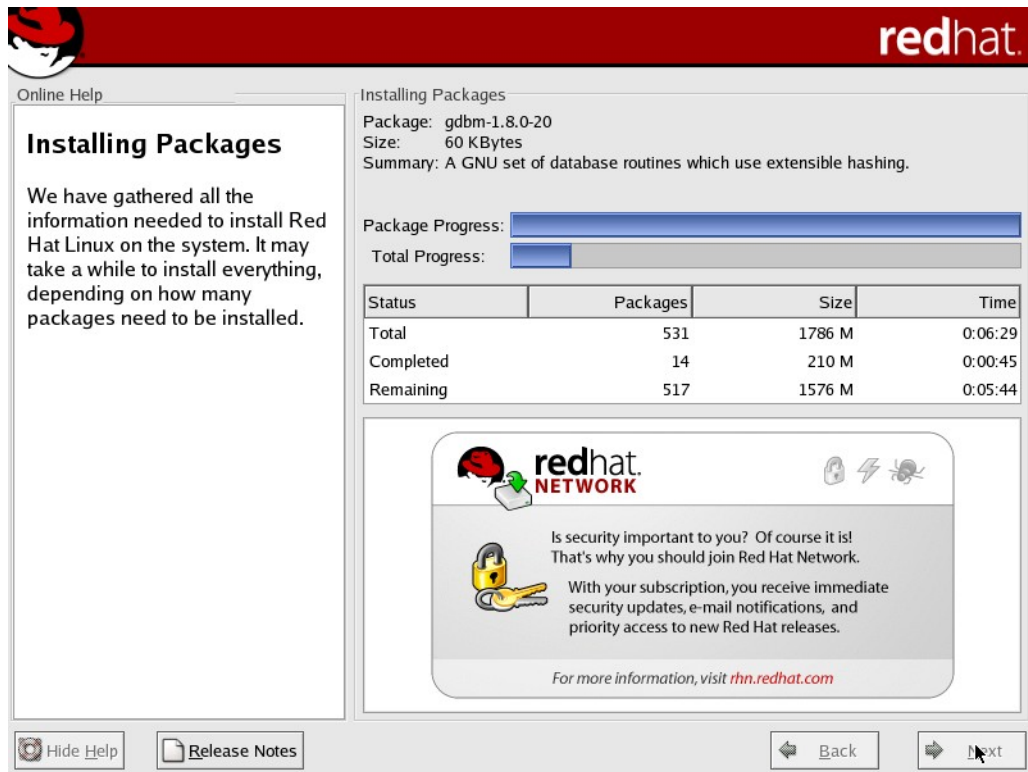 redhat.
Online Help
Installing Packages
We have gathered all the
information needed to install Red
Hat Linux on the system. It may
take a while to install everything,
depending on how many
packages need to be installed.
Installing Packages
Package: gdbm-1.8.0-20
Size: 60 KBytes
Summary: A GNU set of database routines which use extensible hashing.
Package Progress:
Total Progress:
Status Packages Size Time
Total 531 1786 M 0:06:29
Completed 14 210 M 0:00:45
Remaining 517 1576 M 0:05:44
redhat.
NETWORK
Is security important to you? Of course it is!
That's why you should join Red Hat Network.
With your subscription, you receive immediate
security updates, e-mail notifications, and
priority access to new Red Hat releases.
For more information, visit rhn.redhat.com
Hide Help Release Notes Back Next